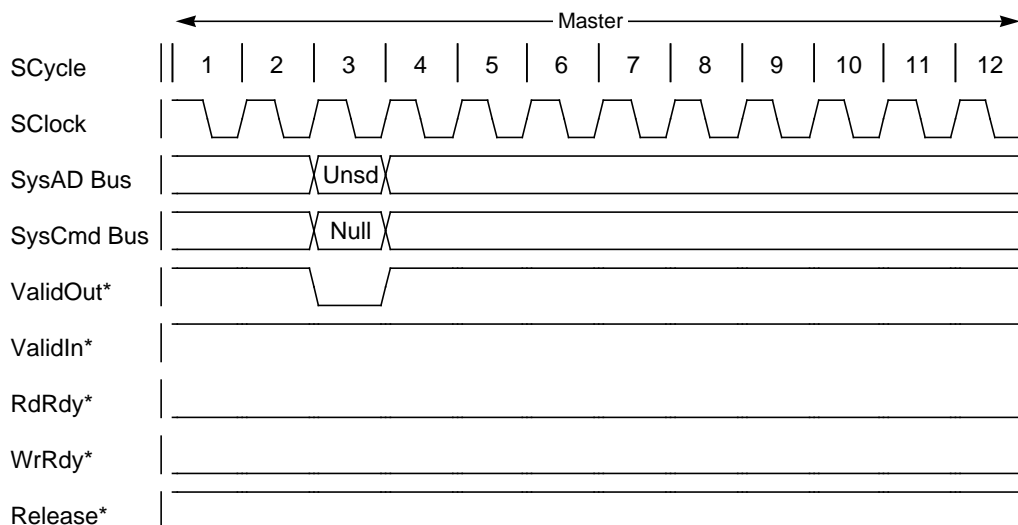 Master
SCycle 1 2 3 4 5 6 7 8 9 10 11 12
SClock
SysAD Bus Unsd
SysCmd Bus Null
ValidOut*
ValidIn*
RdRdy*
WrRdy*
Release*